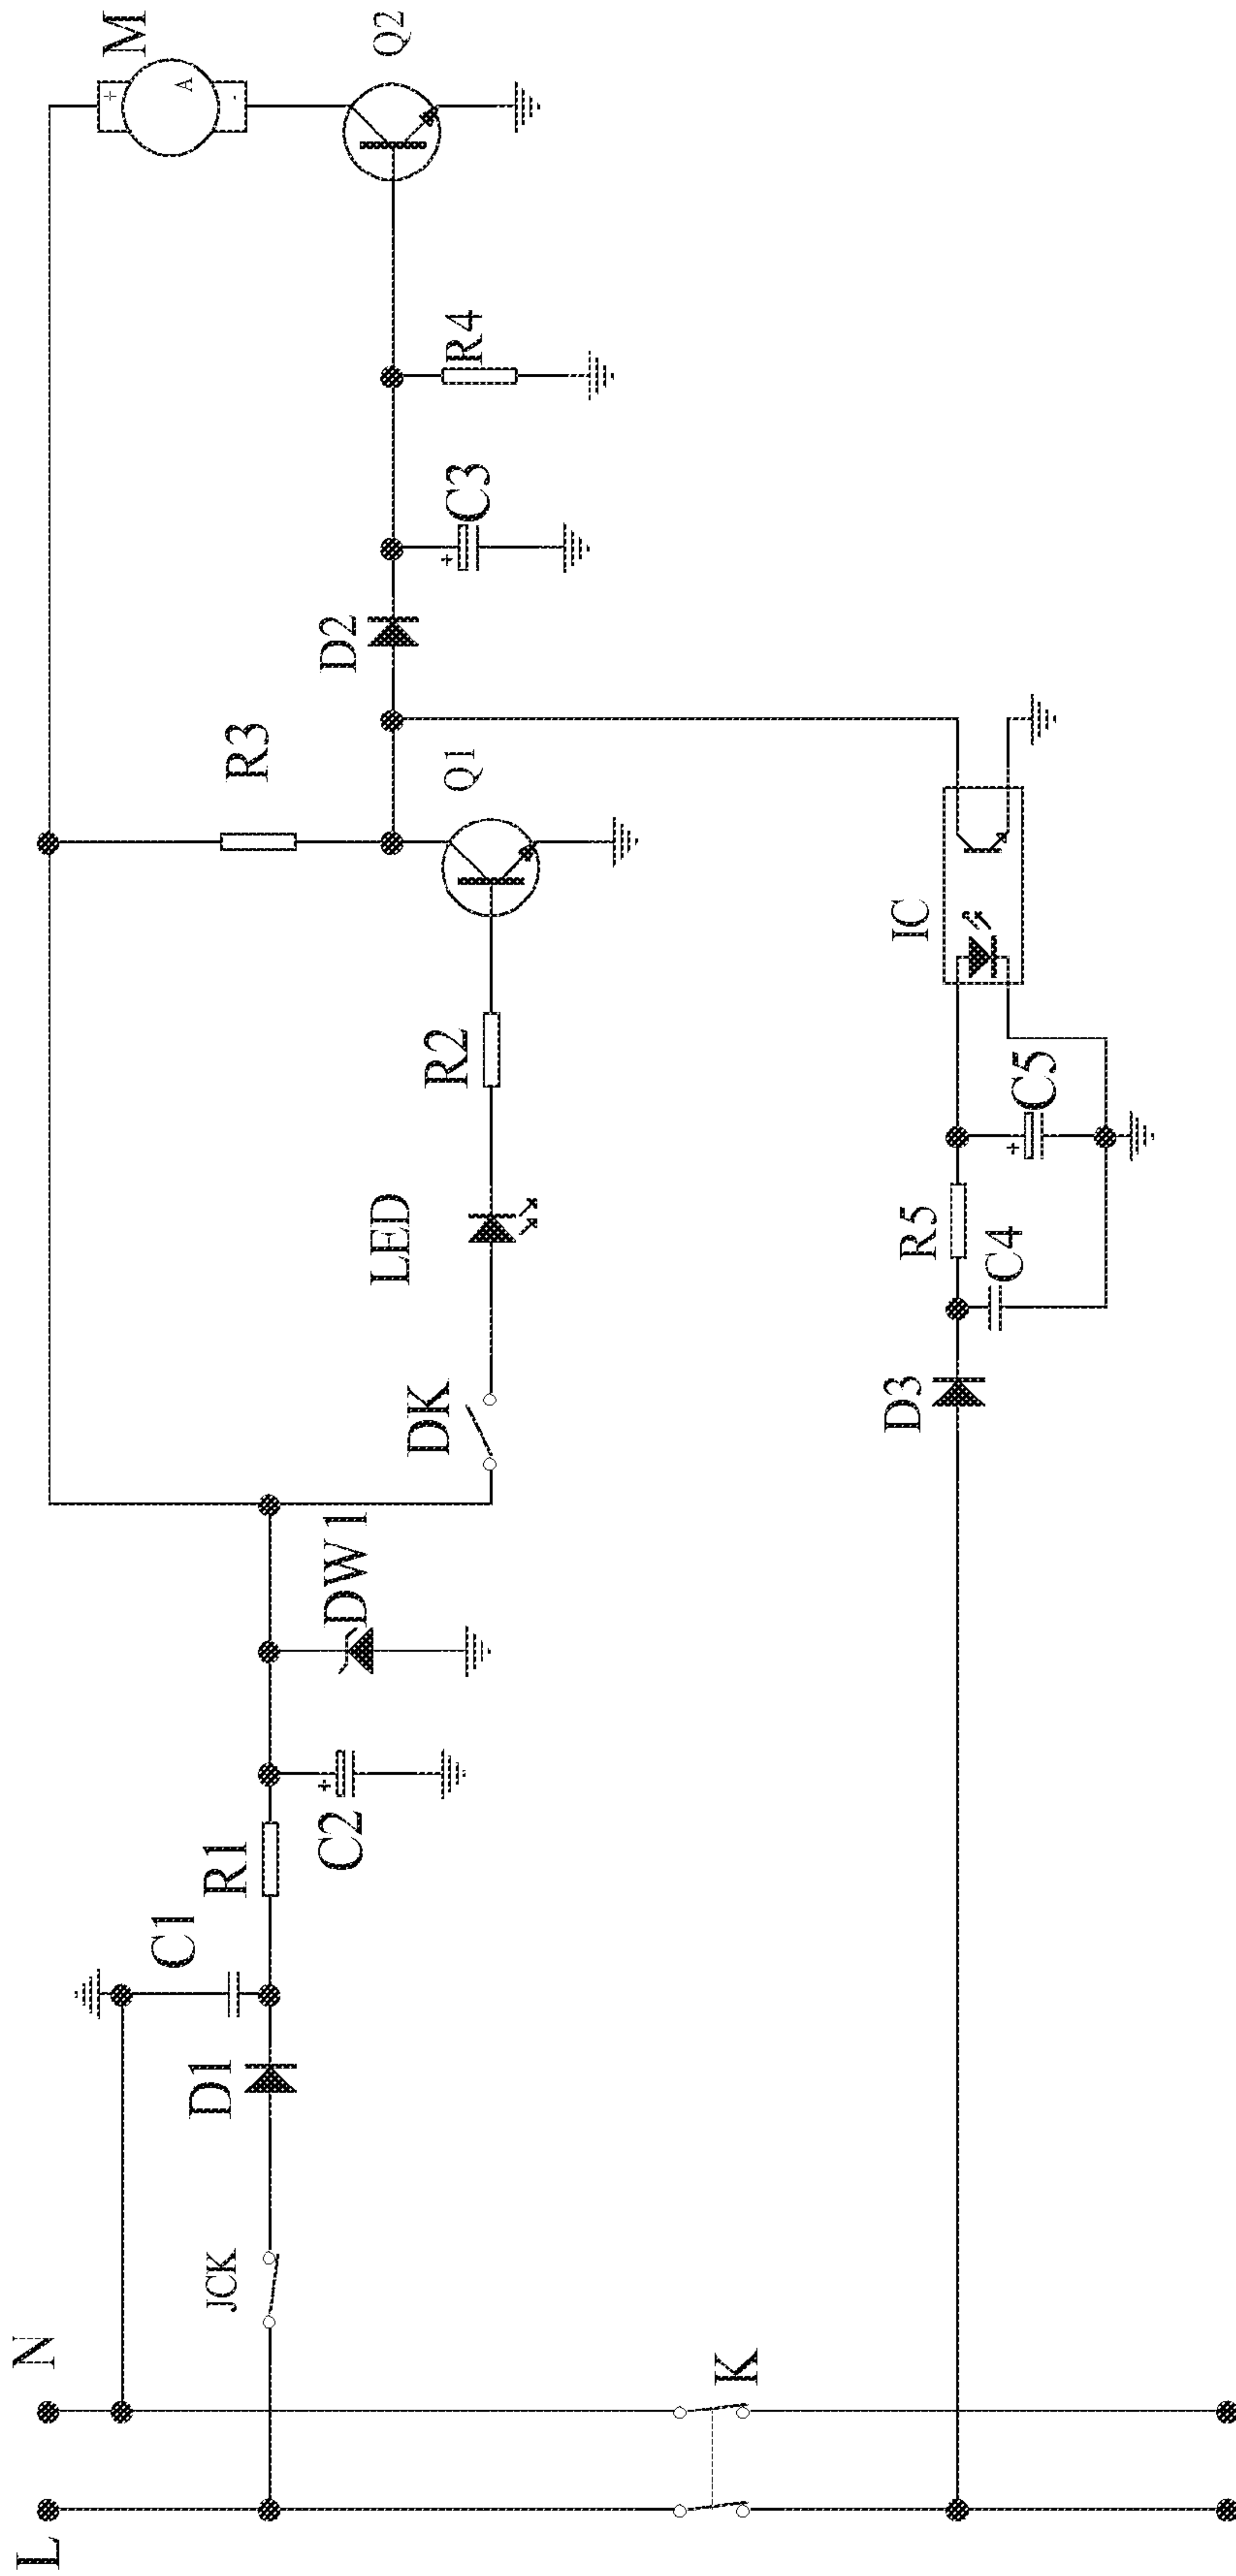 L
N
M
+
A
-
C1
D1
R1
JCK
R3
C2
DW1
D2
LED
Q2
DK
R2
Q1
C3
R4
+
+
K
D3
R5
IC
C4
C5
+